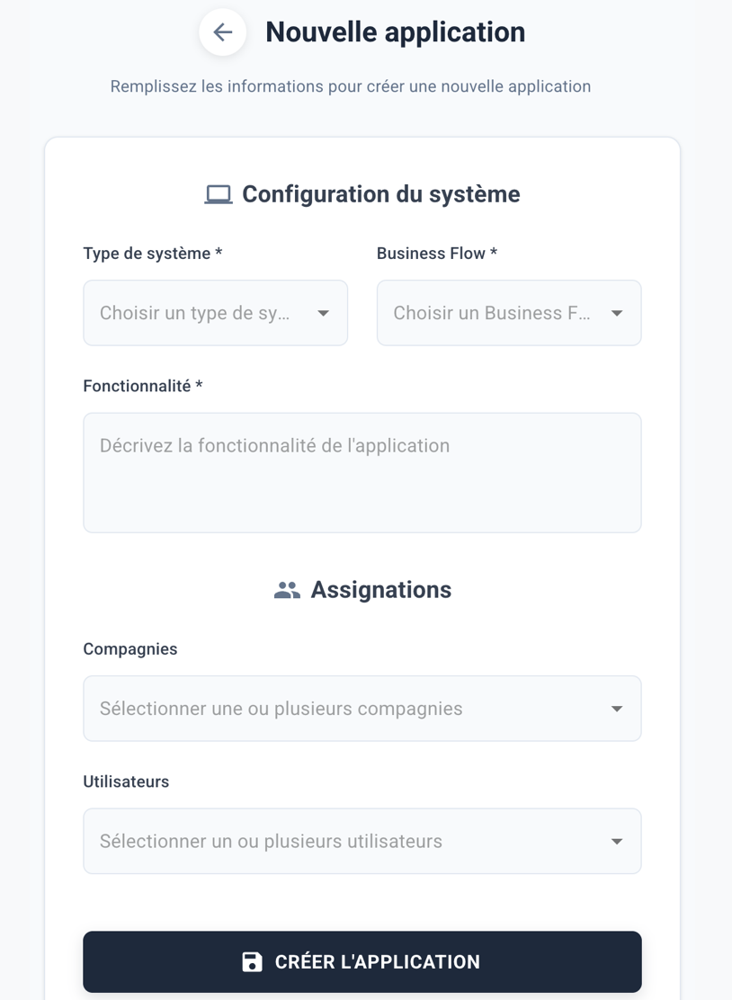 Nouvelle application
Remplissez les informations pour créer une nouvelle application
Configuration du système
Type de système *
Business Flow *
Choisir un type de sy...
Choisir un Business F...
Fonctionnalité *
Décrivez la fonctionnalité de l'application
Assignations
Compagnies
Sélectionner une ou plusieurs compagnies
Utilisateurs
Sélectionner un ou plusieurs utilisateurs
CRÉER L'APPLICATION